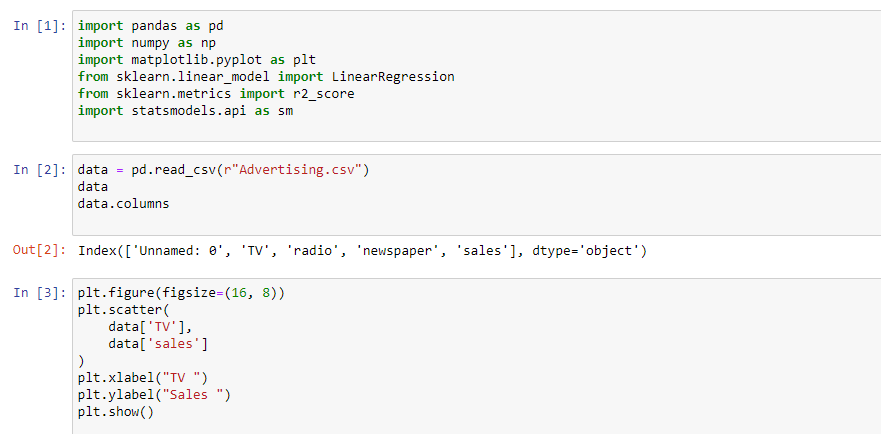 In [1]: import pandas as pd
import numpy as np
import matplotlib.pyplot as plt
from sklearn.linear_model import LinearRegression
from sklearn.metrics import r2_score
import statsmodels.api as sm
In [2]: data = pd.read_csv(r"Advertising.csv")
data
data.columns
Out[2]: Index(['Unnamed: 0', 'TV', 'radio', 'newspaper', 'sales'], dtype='object')
In [3]: plt.figure(figsize=(16, 8))
plt.scatter(
    data['TV'],
    data['sales']
)
plt.xlabel("TV ")
plt.ylabel("Sales ")
plt.show()